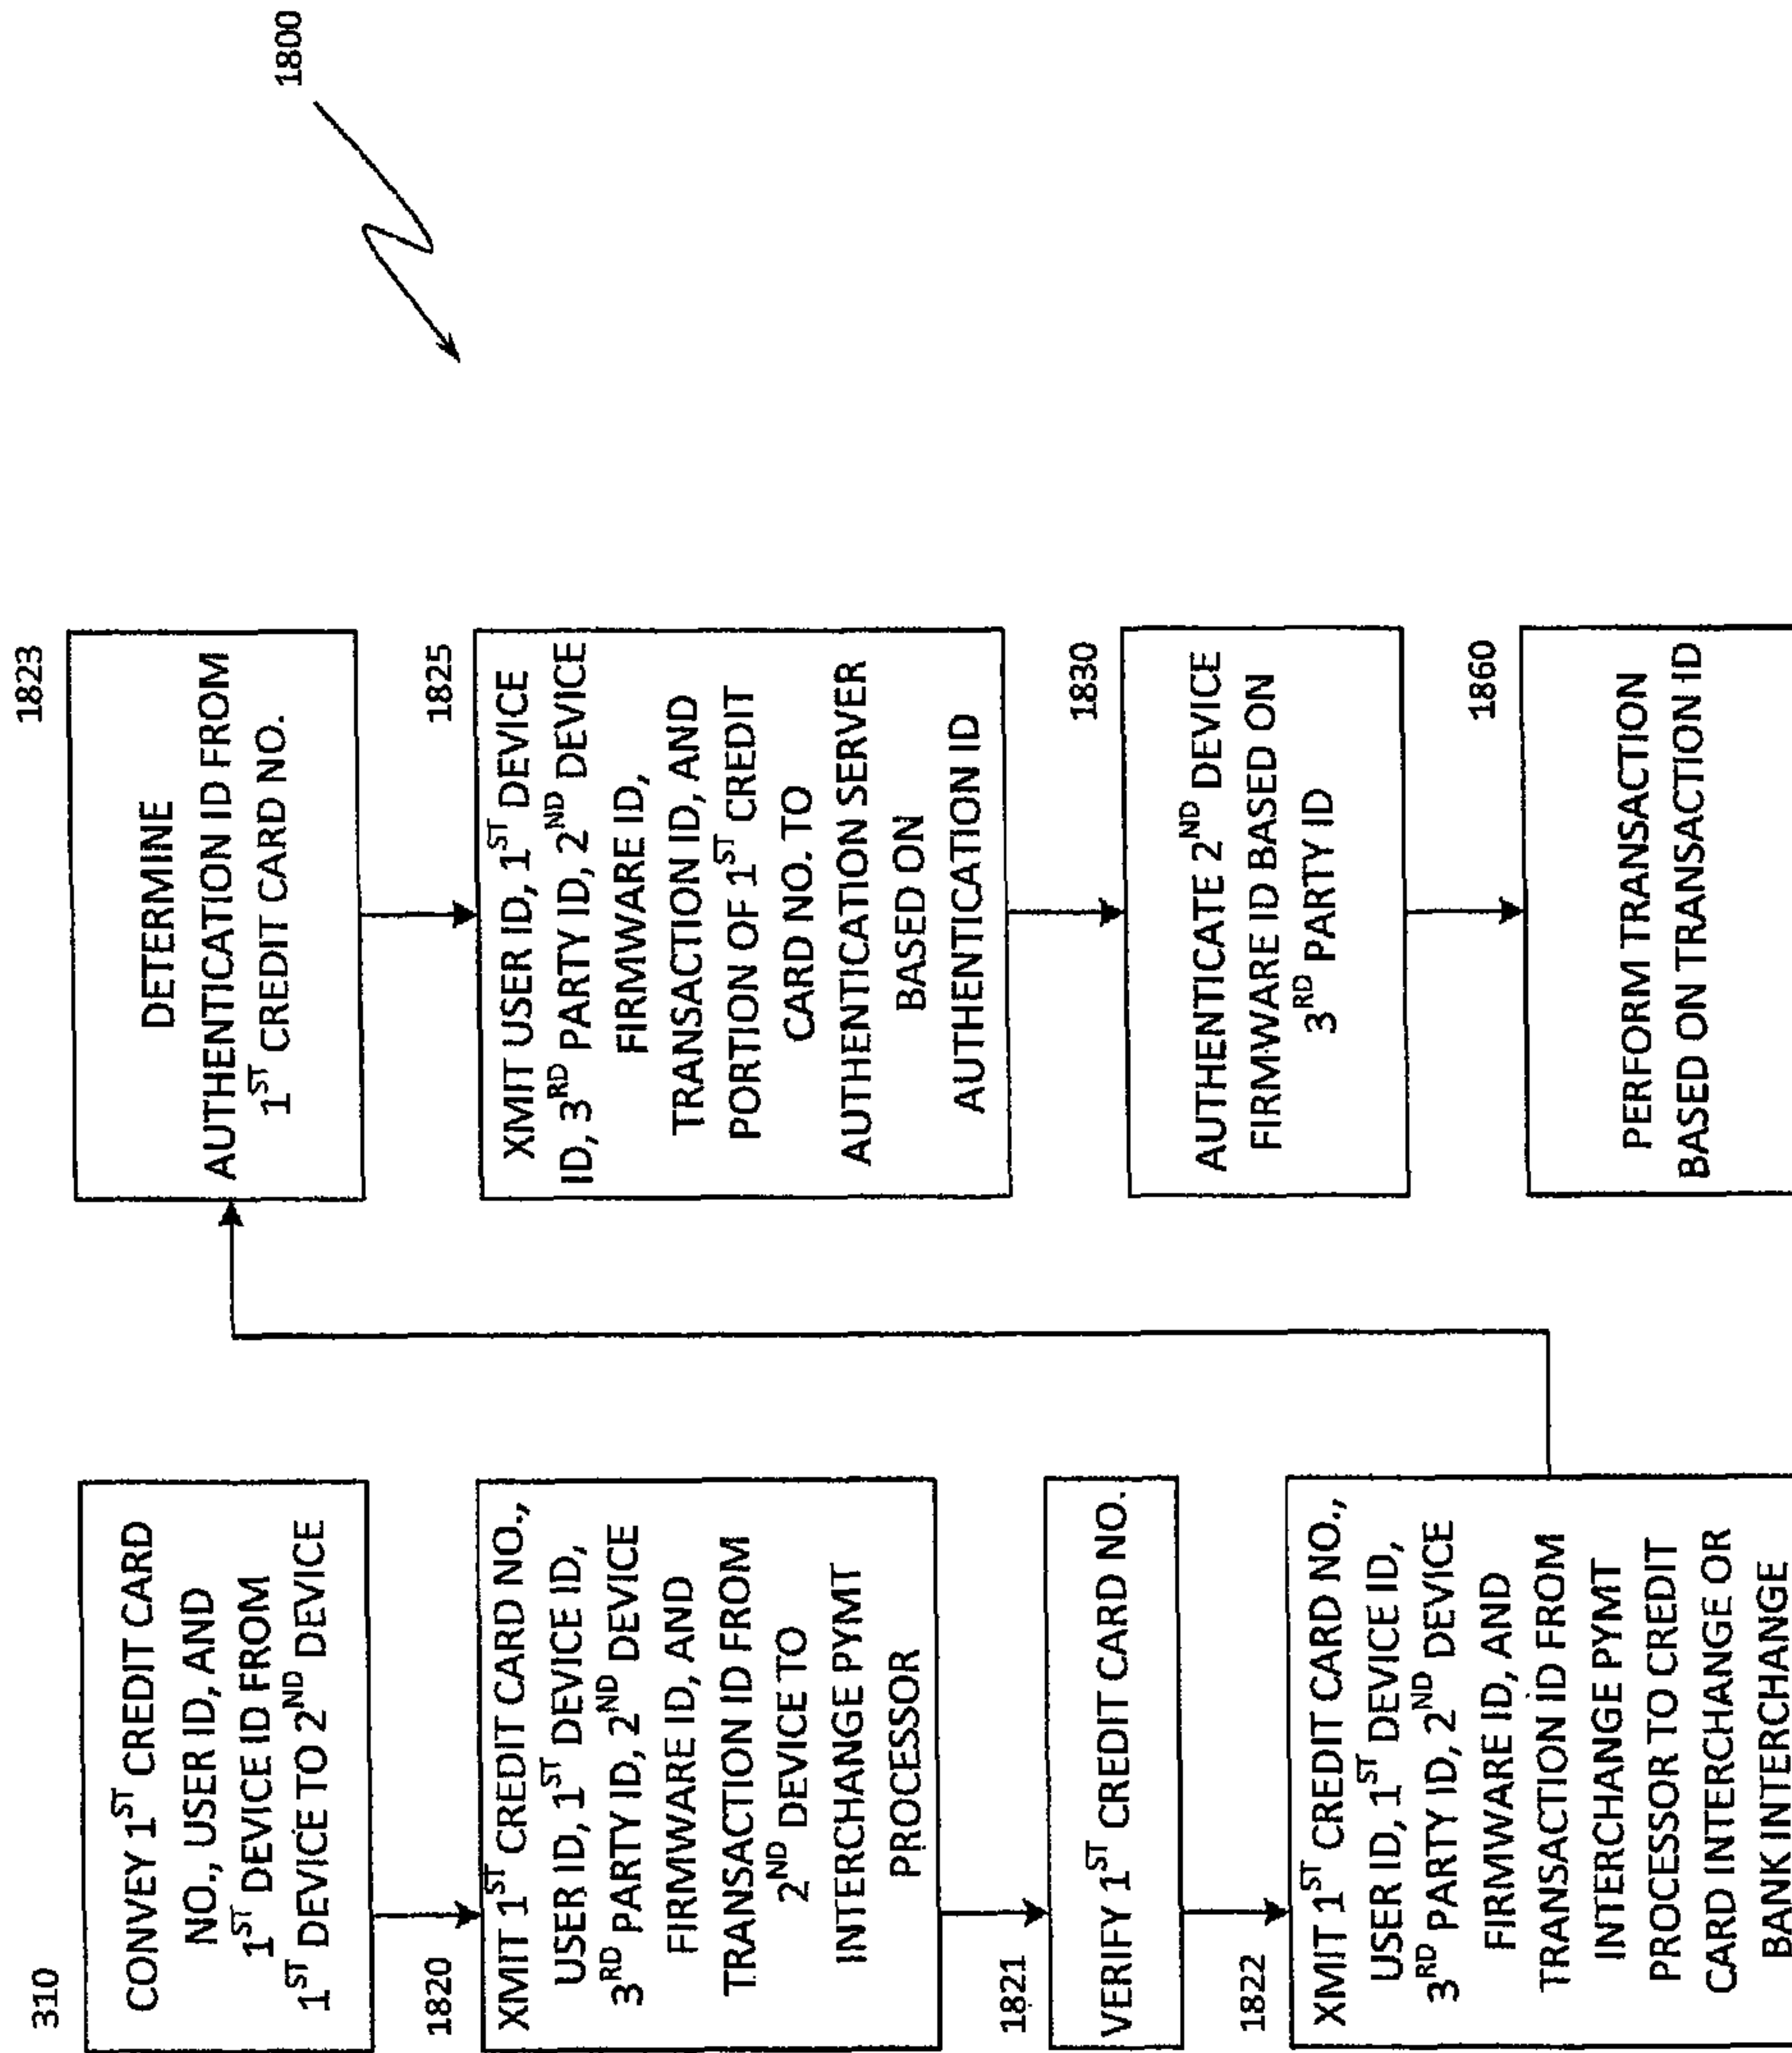 310
CONVEY 1ST CREDIT CARD
NO., USER ID, AND
1ST DEVICE ID FROM
1ST DEVICE TO 2ND DEVICE
1820
XMIT 1ST CREDIT CARD NO.,
USER ID, 1ST DEVICE ID,
3RD PARTY ID, 2ND DEVICE
FIRMWARE ID, AND
TRANSACTION ID FROM
2ND DEVICE TO
INTERCHANGE PYMT
PROCESSOR
1821
VERIFY 1ST CREDIT CARD NO.
1822
XMIT 1ST CREDIT CARD NO.,
USER ID, 1ST DEVICE ID,
3RD PARTY ID, 2ND DEVICE
FIRMWARE ID, AND
TRANSACTION ID FROM
INTERCHANGE PYMT
PROCESSOR TO CREDIT
CARD INTERCHANGE OR
BANK INTERCHANGE
1823
DETERMINE
AUTHENTICATION ID FROM
1ST CREDIT CARD NO.
1825
XMIT USER ID, 1ST DEVICE
ID, 3RD PARTY ID, 2ND DEVICE
FIRMWARE ID,
TRANSACTION ID, AND
PORTION OF 1ST CREDIT
CARD NO. TO
AUTHENTICATION SERVER
BASED ON
AUTHENTICATION ID
1830
AUTHENTICATE 2ND DEVICE
FIRMWARE ID BASED ON
3RD PARTY ID
1860
PERFORM TRANSACTION
BASED ON TRANSACTION ID
1800